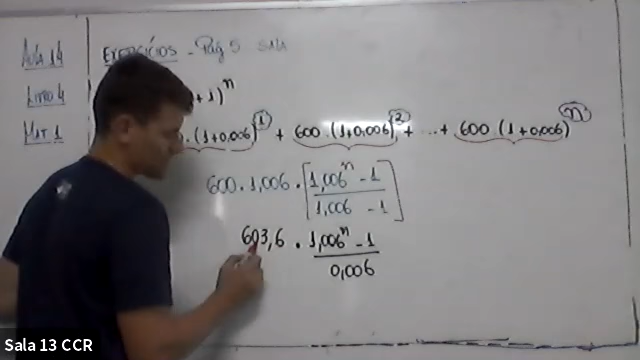 Aula 14
Livro 4
Mat 1
Exercícios - Pág 5 SALA
+ 1)^n
. (1+0,006)^1 + 600 . (1+0,006)^2 + ... + 600 (1+0,006)^n
600 . 1,006 . [1,006^n - 1
1,006 - 1]
603,6 . 1,006^n - 1
0,006
Sala 13 CCR